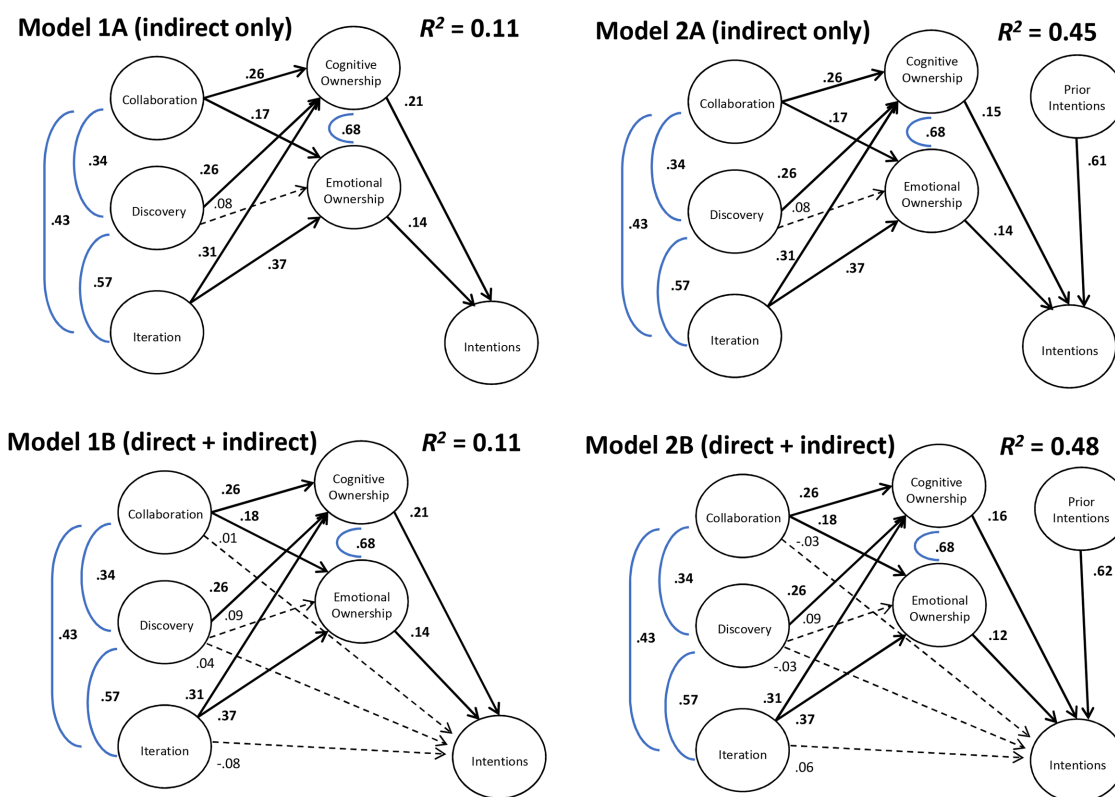 Model 1A (indirect only)
R² = 0.11
Collaboration
Discovery
Iteration
Cognitive
Ownership
Emotional
Ownership
Intentions
.26
.17
.26
.08
.31
.37
.21
.14
.68
.34
.43
.57
Model 2A (indirect only)
R² = 0.45
Collaboration
Discovery
Iteration
Cognitive
Ownership
Emotional
Ownership
Prior
Intentions
Intentions
.26
.17
.26
.08
.31
.37
.15
.14
.61
.68
.34
.43
.57
Model 1B (direct + indirect)
R² = 0.11
Collaboration
Discovery
Iteration
Cognitive
Ownership
Emotional
Ownership
Intentions
.26
.18
.01
.26
.09
.04
.31
.37
-.08
.21
.14
.68
.34
.43
.57
Model 2B (direct + indirect)
R² = 0.48
Collaboration
Discovery
Iteration
Cognitive
Ownership
Emotional
Ownership
Prior
Intentions
Intentions
.26
.18
-.03
.26
.09
-.03
.31
.37
.06
.16
.12
.62
.68
.34
.43
.57